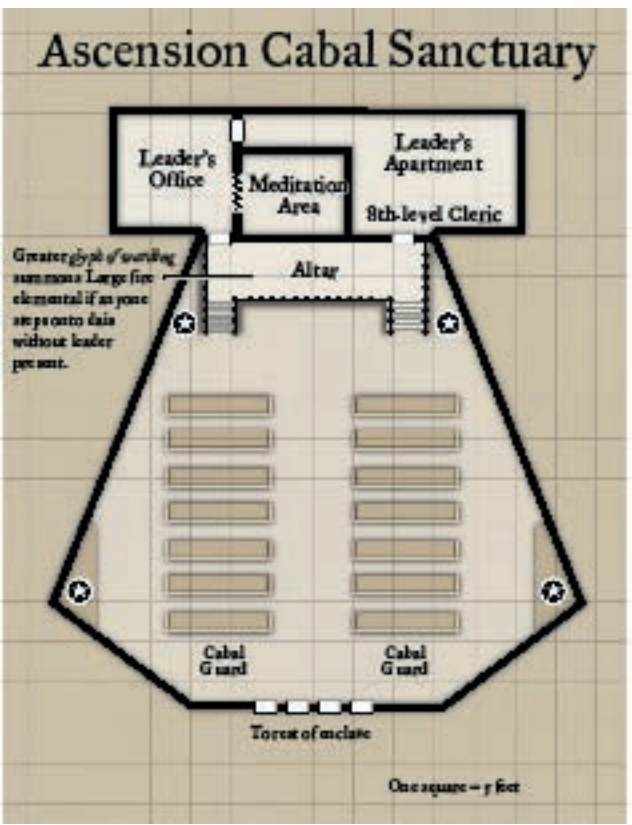 Ascension Cabal Sanctuary
Leader's
Office
Meditation
Area
Leader's
Apartment
8th-level Cleric
Greater glyph of warding
summons Large fire
elemental if anyone
steps onto dais
without leader
present.
Altar
Cabal
Guard
Cabal
Guard
To rest of enclave
One square = 5 feet